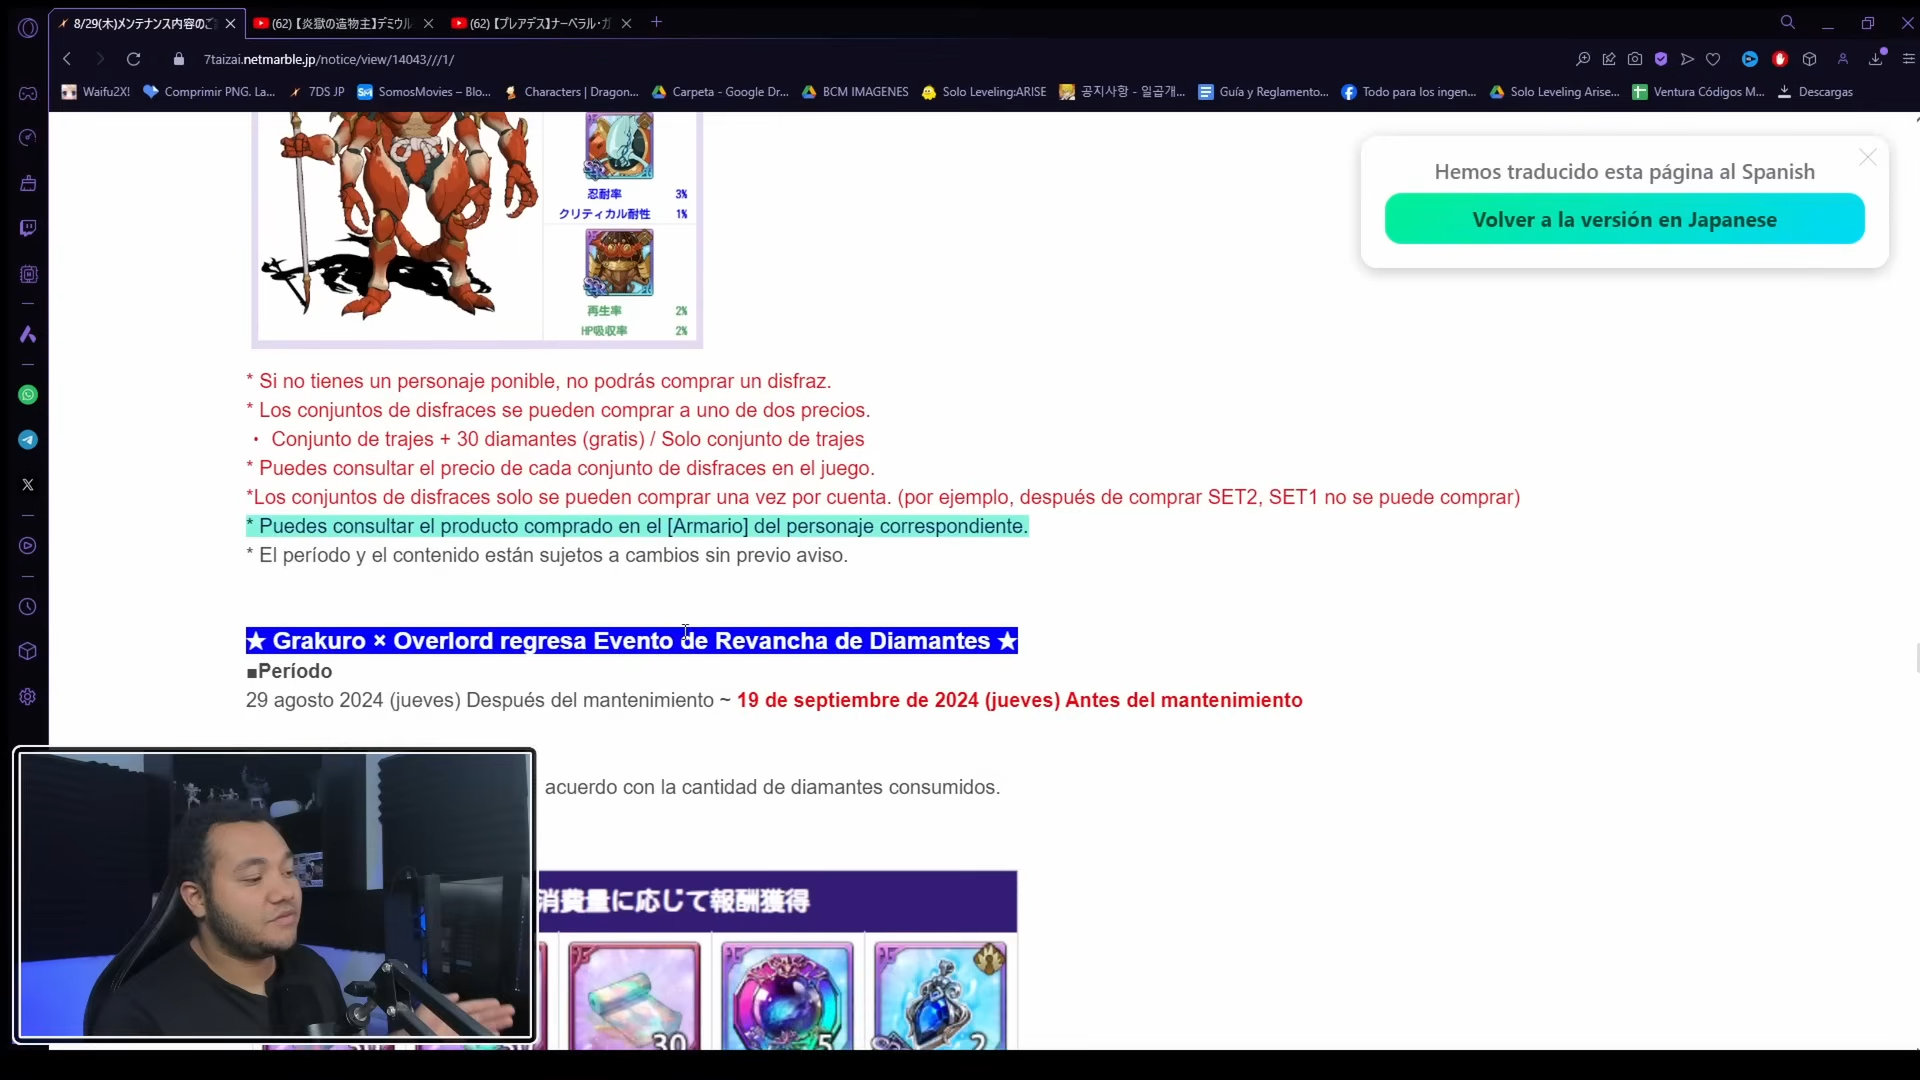 8/29(木)メンテナンス内容のご
(62)【炎獄の造物主】デミウル
(62)【プレアデス】ナーベラル・ガ
7taizai.netmarble.jp/notice/view/14043///1/
Waifu2X!
Comprimir PNG. La...
7DS JP
SomosMovies – Blo...
Characters | Dragon...
Carpeta - Google Dr...
BCM IMAGENES
Solo Leveling:ARISE
공지사항 - 일곱개...
Guía y Reglamento...
Todo para los ingen...
Solo Leveling Arise...
Ventura Códigos M...
Descargas
Hemos traducido esta página al Spanish
Volver a la versión en Japanese
忍耐率 3%
クリティカル耐性 1%
再生率 2%
HP吸収率 2%
* Si no tienes un personaje ponible, no podrás comprar un disfraz.
* Los conjuntos de disfraces se pueden comprar a uno de dos precios.
・ Conjunto de trajes + 30 diamantes (gratis) / Solo conjunto de trajes
* Puedes consultar el precio de cada conjunto de disfraces en el juego.
*Los conjuntos de disfraces solo se pueden comprar una vez por cuenta. (por ejemplo, después de comprar SET2, SET1 no se puede comprar)
* Puedes consultar el producto comprado en el [Armario] del personaje correspondiente.
* El período y el contenido están sujetos a cambios sin previo aviso.
★ Grakuro × Overlord regresa Evento de Revancha de Diamantes ★
■Período
29 agosto 2024 (jueves) Después del mantenimiento ~ 19 de septiembre de 2024 (jueves) Antes del mantenimiento
acuerdo con la cantidad de diamantes consumidos.
消費量に応じて報酬獲得
30
5
2